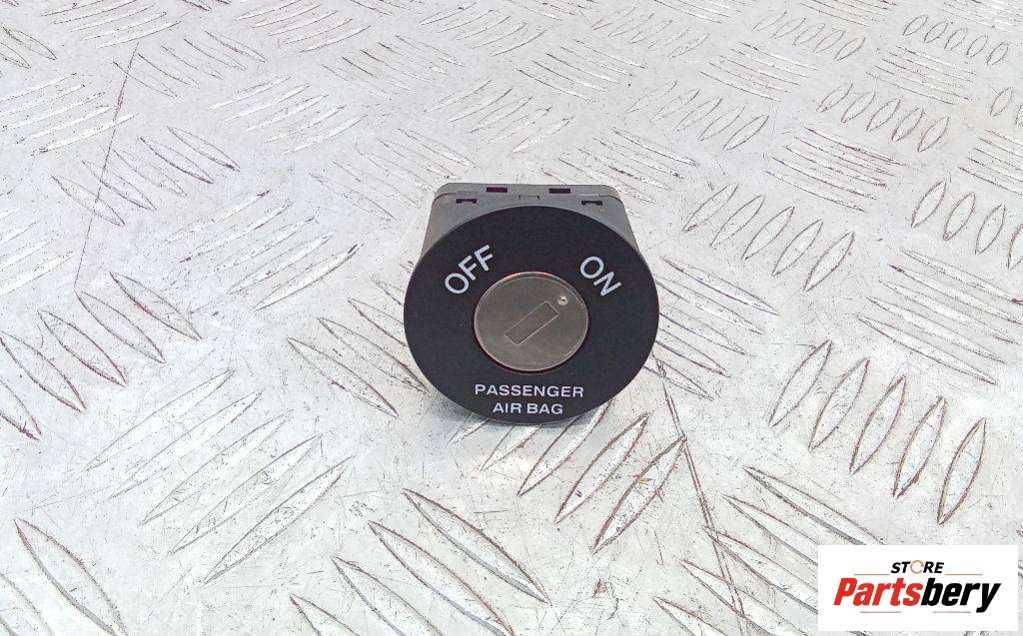 OFF
ON
PASSENGER
AIR BAG
STORE
Partsbery